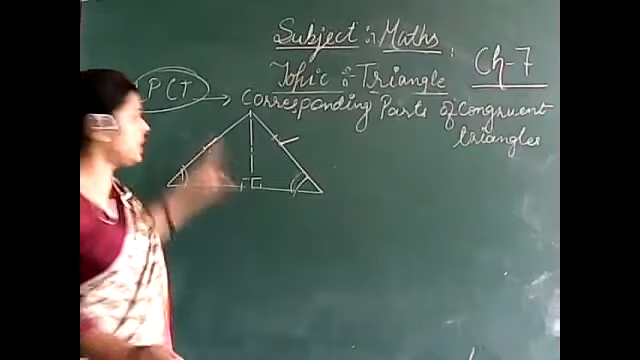 Subject :- Maths
Ch-7
Topic :- Triangle
PCT → Corresponding Parts of congruent
triangles